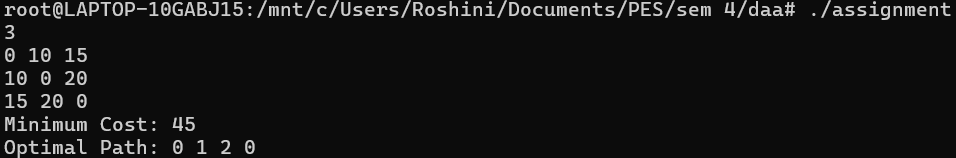 root@LAPTOP-10GABJ15:/mnt/c/Users/Roshini/Documents/PES/sem 4/daa# ./assignment
3
0 10 15
10 0 20
15 20 0
Minimum Cost: 45
Optimal Path: 0 1 2 0